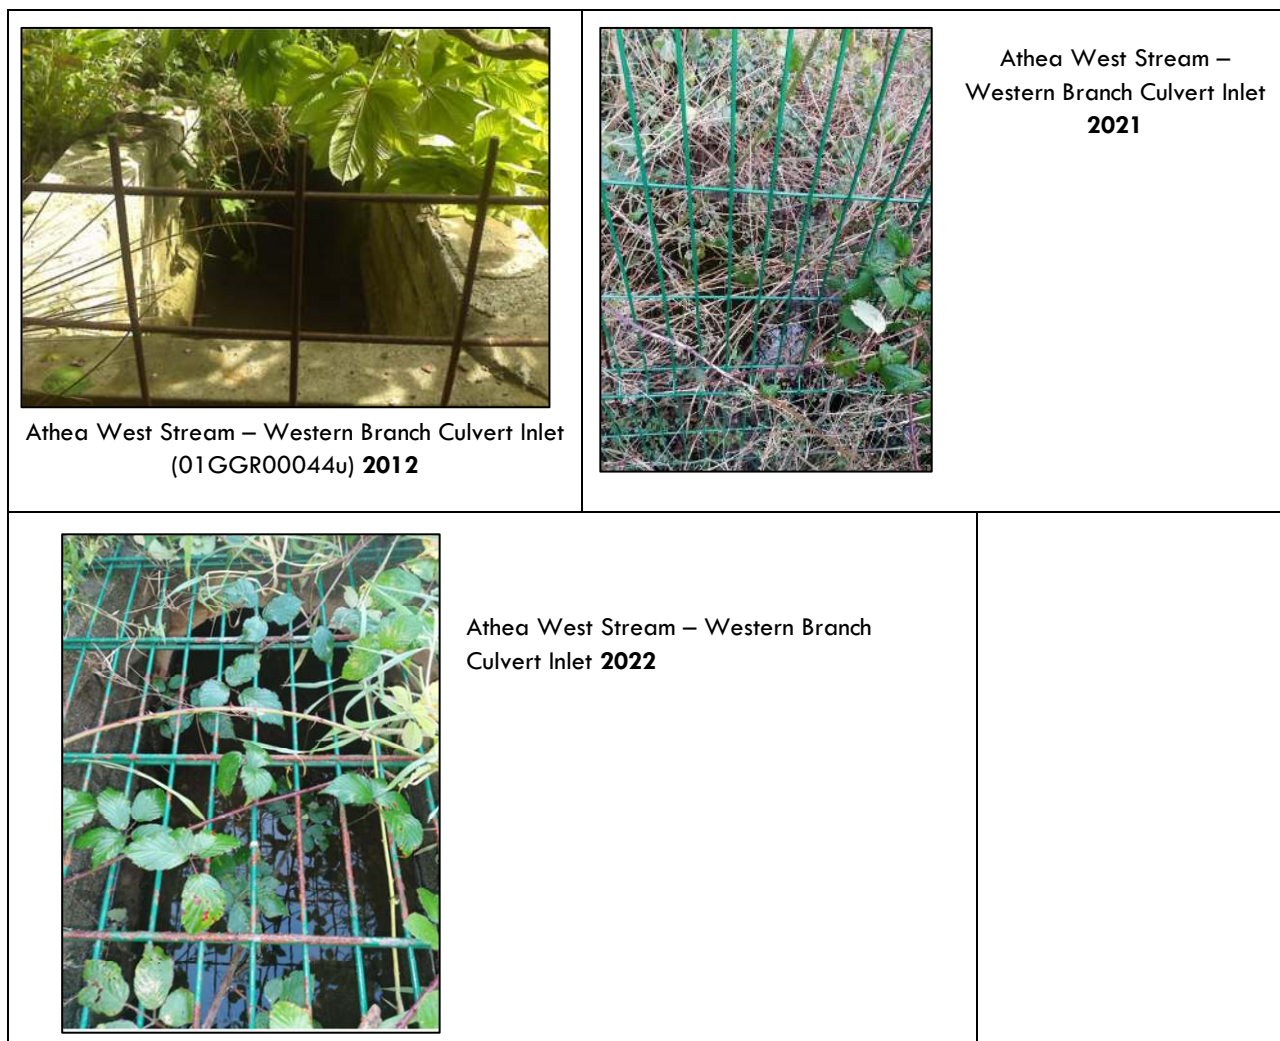 Athea West Stream – Western Branch Culvert Inlet
(01GGR00044u) 2012
Athea West Stream –
Western Branch Culvert Inlet
2021
Athea West Stream – Western Branch
Culvert Inlet 2022